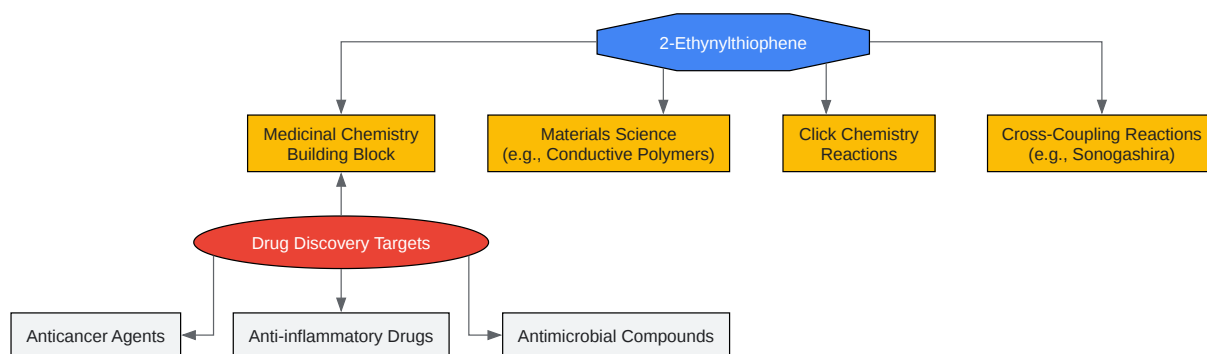 2-Ethynylthiophene
Medicinal Chemistry
Building Block
Materials Science
(e.g., Conductive Polymers)
Click Chemistry
Reactions
Cross-Coupling Reactions
(e.g., Sonogashira)
Drug Discovery Targets
Anticancer Agents
Anti-inflammatory Drugs
Antimicrobial Compounds